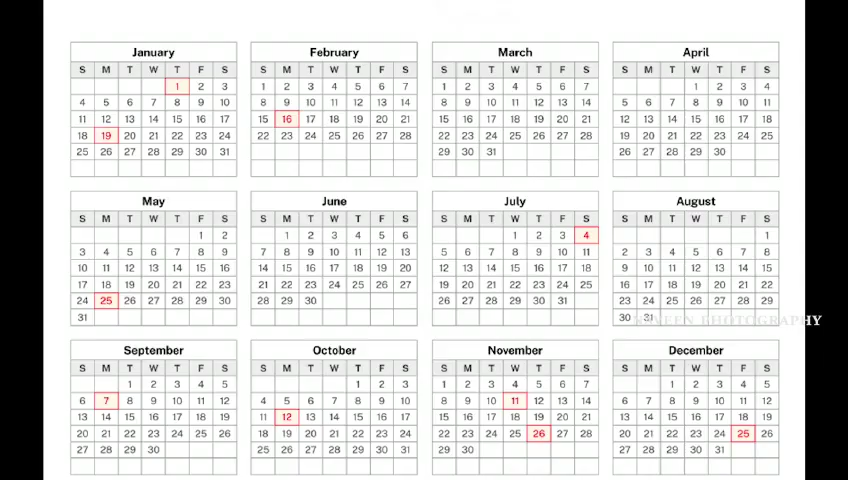 January
S M T W T F S
1 2 3
4 5 6 7 8 9 10
11 12 13 14 15 16 17
18 19 20 21 22 23 24
25 26 27 28 29 30 31
February
S M T W T F S
1 2 3 4 5 6 7
8 9 10 11 12 13 14
15 16 17 18 19 20 21
22 23 24 25 26 27 28
March
S M T W T F S
1 2 3 4 5 6 7
8 9 10 11 12 13 14
15 16 17 18 19 20 21
22 23 24 25 26 27 28
29 30 31
April
S M T W T F S
1 2 3 4
5 6 7 8 9 10 11
12 13 14 15 16 17 18
19 20 21 22 23 24 25
26 27 28 29 30
May
S M T W T F S
1 2
3 4 5 6 7 8 9
10 11 12 13 14 15 16
17 18 19 20 21 22 23
24 25 26 27 28 29 30
31
June
S M T W T F S
1 2 3 4 5 6
7 8 9 10 11 12 13
14 15 16 17 18 19 20
21 22 23 24 25 26 27
28 29 30
July
S M T W T F S
1 2 3 4
5 6 7 8 9 10 11
12 13 14 15 16 17 18
19 20 21 22 23 24 25
26 27 28 29 30 31
August
S M T W T F S
1
2 3 4 5 6 7 8
9 10 11 12 13 14 15
16 17 18 19 20 21 22
23 24 25 26 27 28 29
30 31
PHOTOGRAPHY
September
S M T W T F S
1 2 3 4 5
6 7 8 9 10 11 12
13 14 15 16 17 18 19
20 21 22 23 24 25 26
27 28 29 30
October
S M T W T F S
1 2 3
4 5 6 7 8 9 10
11 12 13 14 15 16 17
18 19 20 21 22 23 24
25 26 27 28 29 30 31
November
S M T W T F S
1 2 3 4 5 6 7
8 9 10 11 12 13 14
15 16 17 18 19 20 21
22 23 24 25 26 27 28
29 30
December
S M T W T F S
1 2 3 4 5
6 7 8 9 10 11 12
13 14 15 16 17 18 19
20 21 22 23 24 25 26
27 28 29 30 31